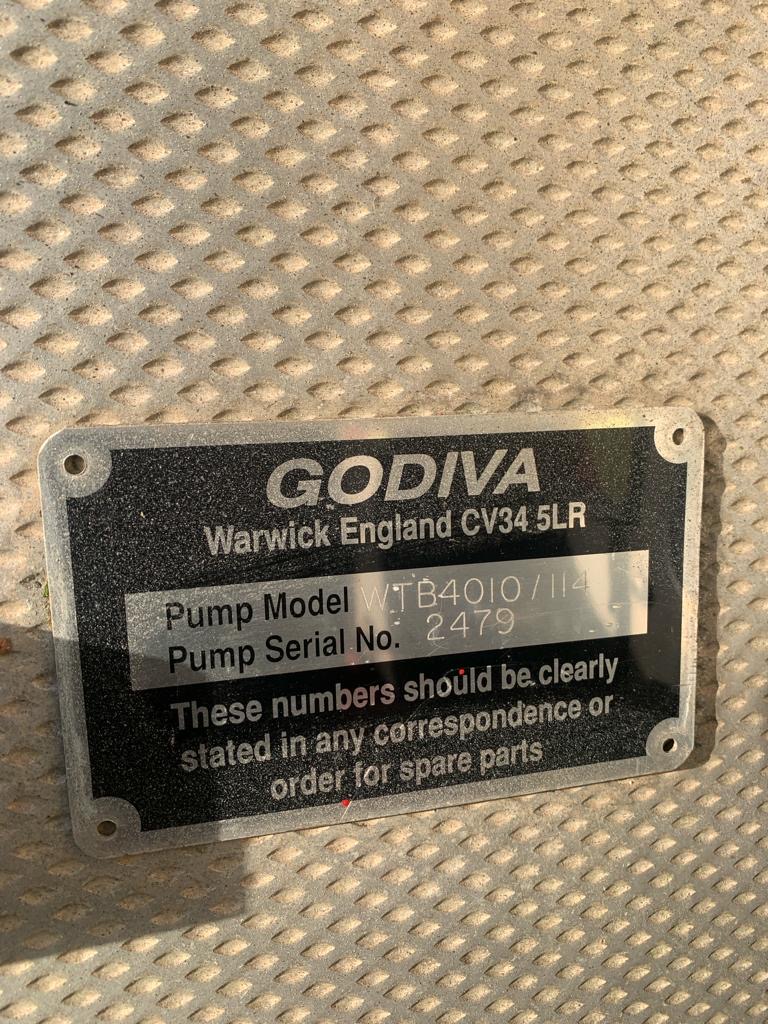 GODIVA
Warwick England CV34 5LR
Pump Model WTB4010/114
Pump Serial No. 2479
These numbers should be clearly
stated in any correspondence or
order for spare parts